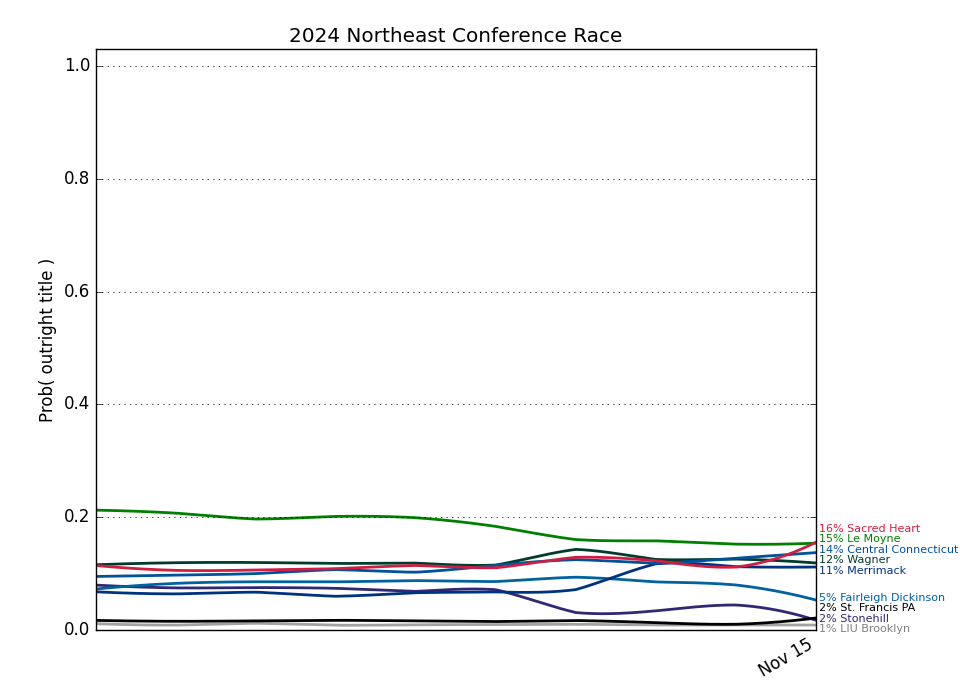 2024 Northeast Conference Race
1.0
0.8
0.6
0.4
0.2
0.0
Prob( outright title )
16% Sacred Heart
15% Le Moyne
14% Central Connecticut
12% Wagner
11% Merrimack
5% Fairleigh Dickinson
2% St. Francis PA
2% Stonehill
1% LIU Brooklyn
Nov 15